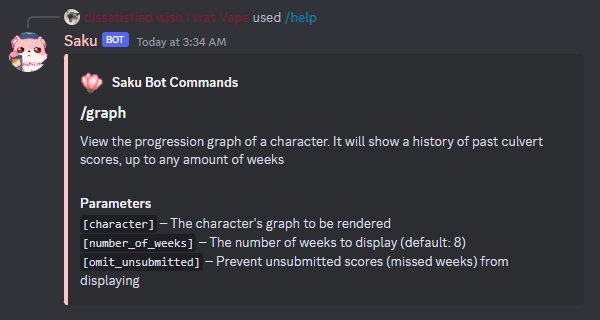 dissatisfied wish I was Vape used /help
Saku BOT Today at 3:34 AM
Saku Bot Commands
/graph
View the progression graph of a character. It will show a history of past culvert
scores, up to any amount of weeks
Parameters
[character] – The character's graph to be rendered
[number_of_weeks] – The number of weeks to display (default: 8)
[omit_unsubmitted] – Prevent unsubmitted scores (missed weeks) from
displaying